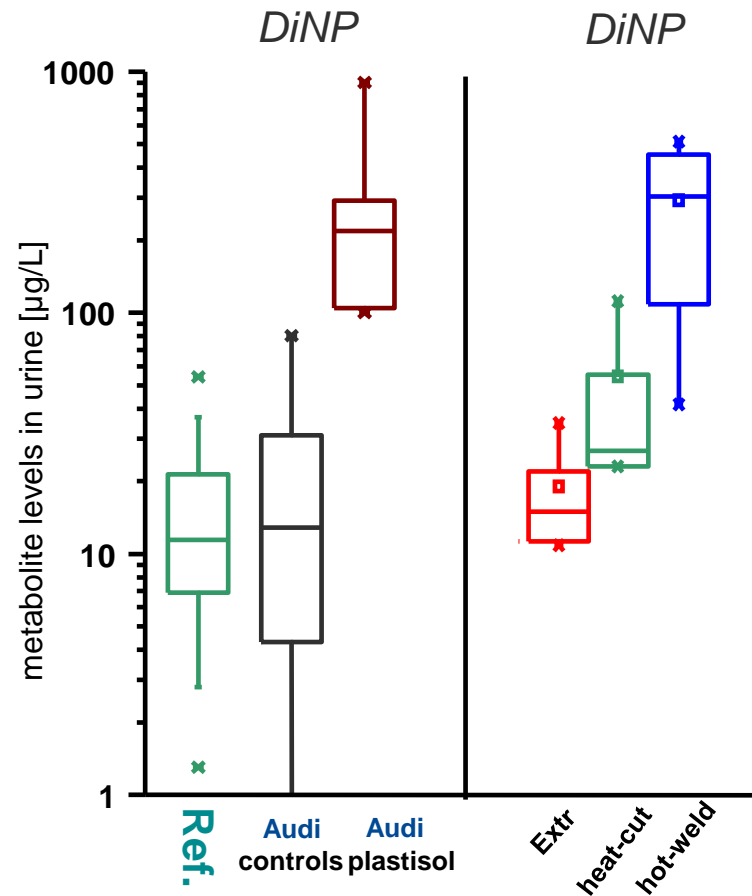 DiNP
DiNP
metabolite levels in urine [µg/L]
1000
100
10
1
Ref.
Audi
controls
Audi
plastisol
Extr
heat-cut
hot-weld